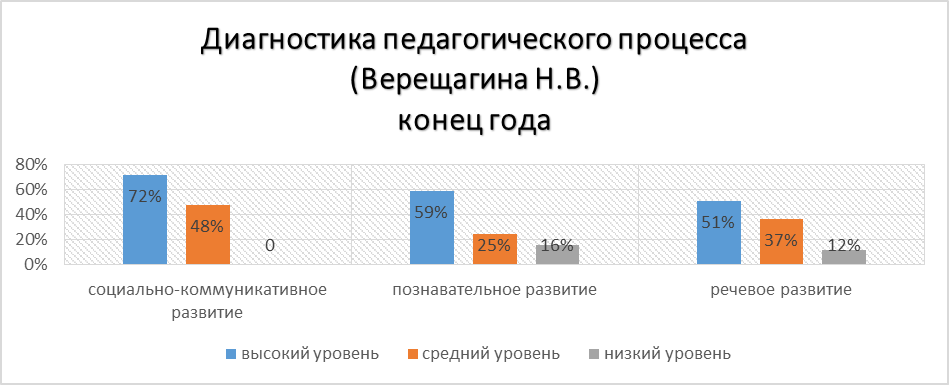 Диагностика педагогического процесса
(Верещагина Н.В.)
конец года
80%
60%
40%
20%
0%
72%
48%
0
59%
25%
16%
51%
37%
12%
социально-коммуникативное
развитие
познавательное развитие
речевое развитие
высокий уровень
средний уровень
низкий уровень